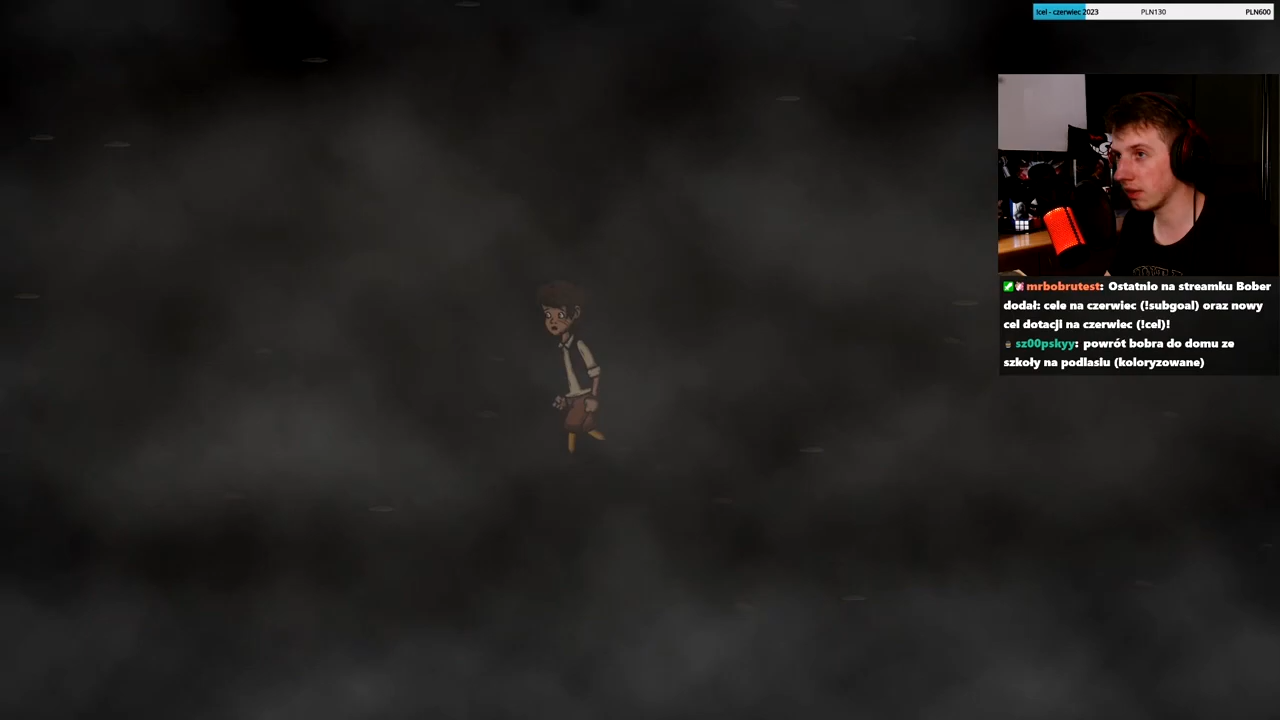 !cel - czerwiec 2023 PLN130 PLN600
mrbobrutest: Ostatnio na streamku Bober
dodał: cele na czerwiec (!subgoal) oraz nowy
cel dotacji na czerwiec (!cel)!
sz00pskyy: powrót bobra do domu ze
szkoły na podlasiu (koloryzowane)